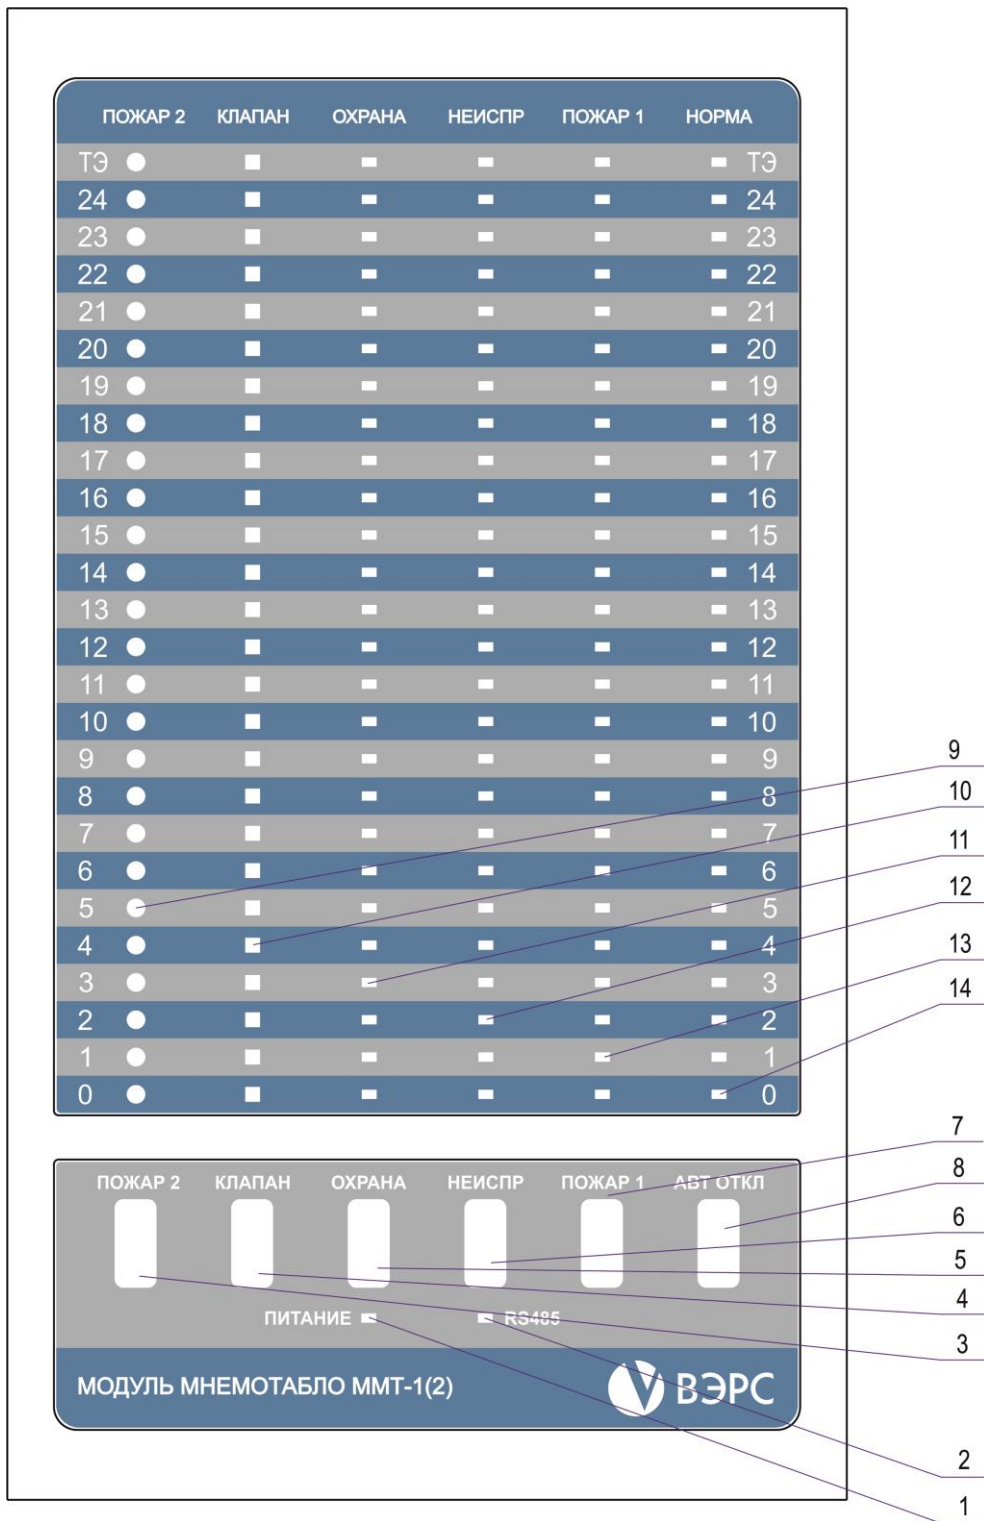 ПОЖАР 2 КЛАПАН ОХРАНА НЕИСПР ПОЖАР 1 НОРМА
ТЭ ТЭ
24 24
23 23
22 22
21 21
20 20
19 19
18 18
17 17
16 16
15 15
14 14
13 13
12 12
11 11
10 10
9 9 9
8 8 10
7 7 11
6 6
5 5 12
4 4 13
3 3 14
2 2
1 1
0 0
7
ПОЖАР 2 КЛАПАН ОХРАНА НЕИСПР ПОЖАР 1 АВТ ОТКЛ 8
6
5
4
ПИТАНИЕ RS485
3
МОДУЛЬ МНЕМОТАБЛО ММТ-1(2) V ВЭРС
2
1